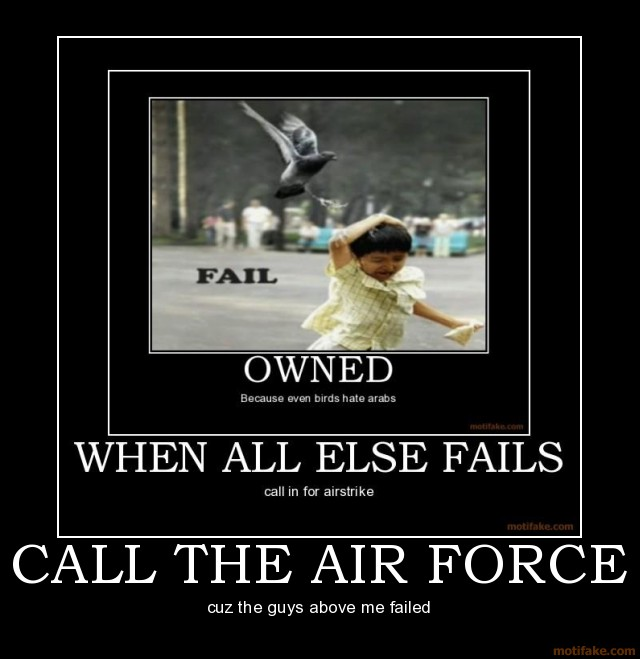 FAIL
OWNED
Because even birds hate arabs
motifake.com
WHEN ALL ELSE FAILS
call in for airstrike
motifake.com
CALL THE AIR FORCE
cuz the guys above me failed
motifake.com